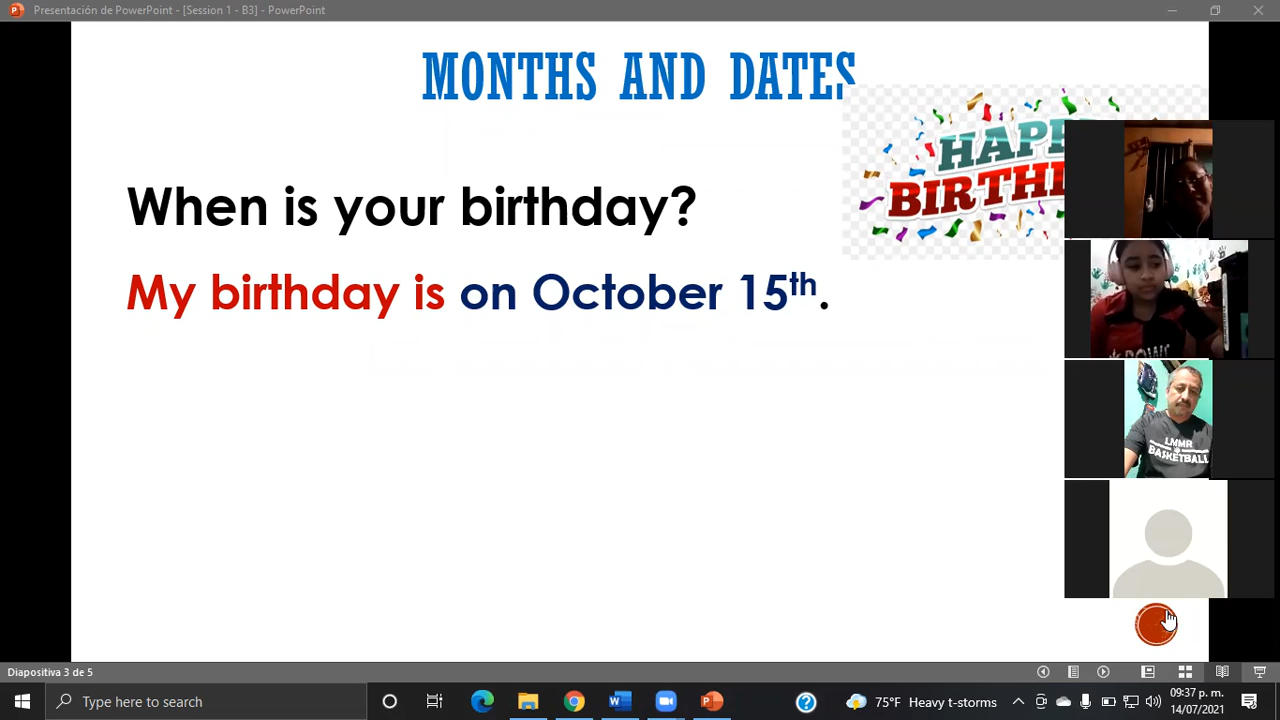 Presentación de PowerPoint - [Session 1 - B3] - PowerPoint
MONTHS AND DATES
When is your birthday?
My birthday is on October 15th.
LMMR
BASKETBALL
Diapositiva 3 de 5
Type here to search
75°F Heavy t-storms
09:37 p. m.
14/07/2021